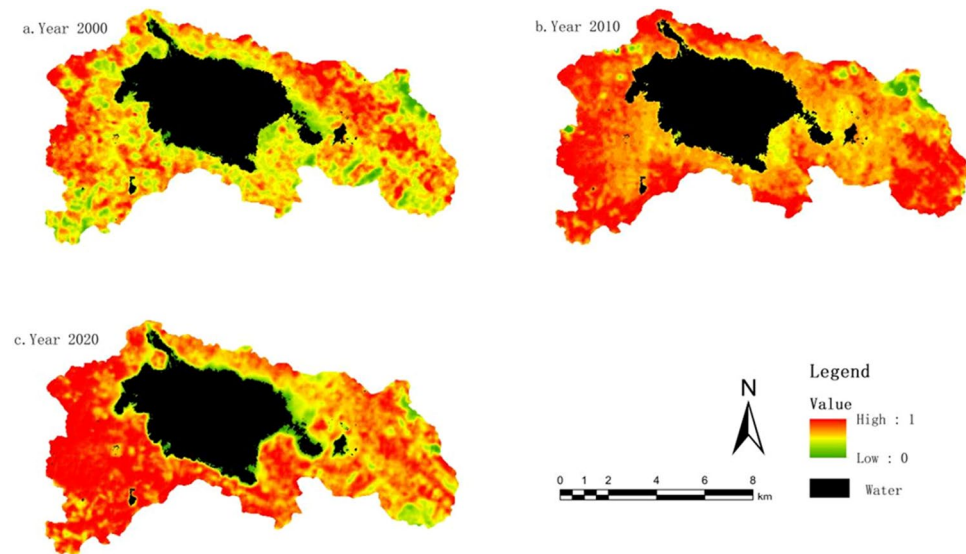 a.Year 2000
b.Year 2010
c.Year 2020
N
Legend
Value
High : 1
Low : 0
Water
0 1 2 4 6 8
km